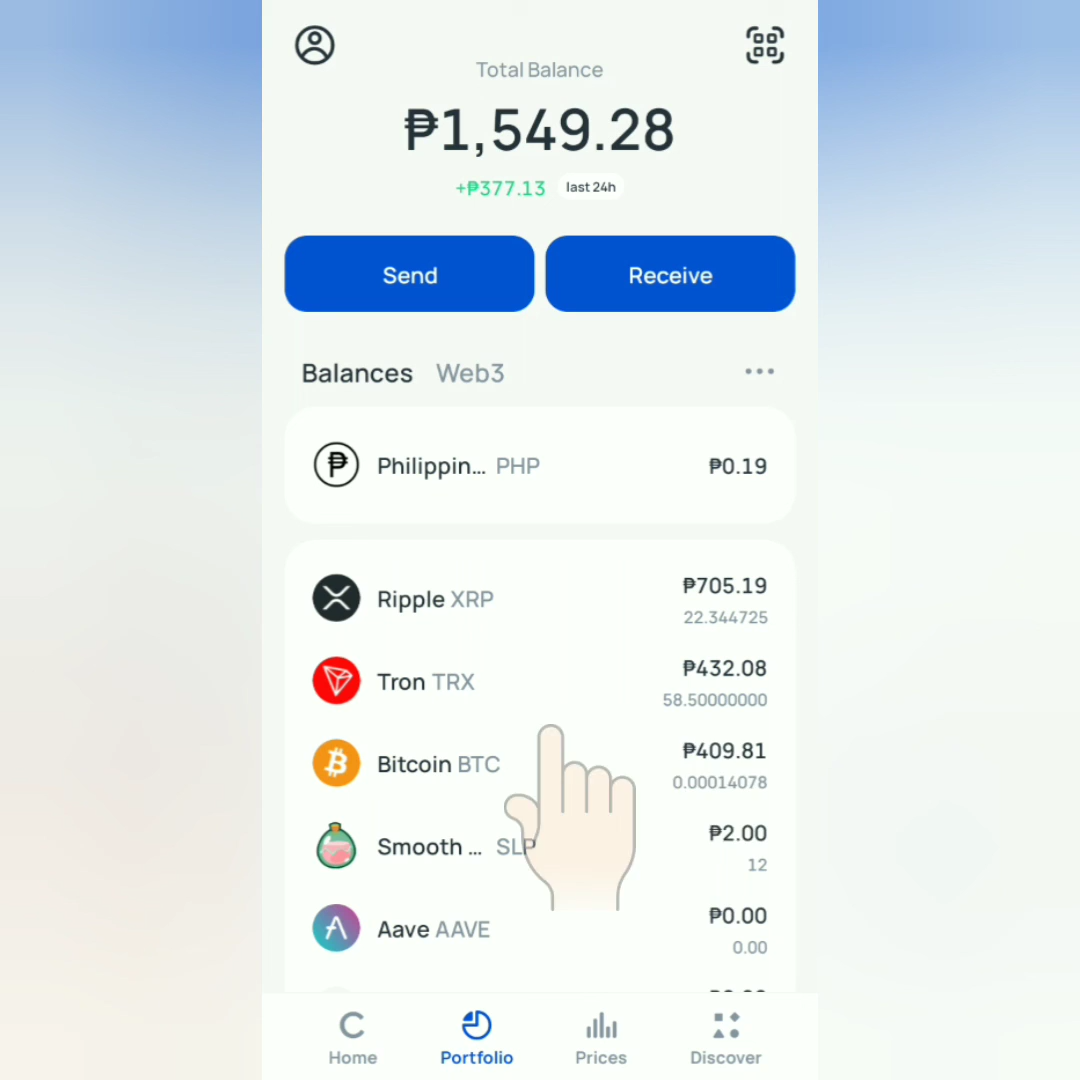 Total Balance
₱1,549.28
+₱377.13 last 24h
Send Receive
Balances Web3
Philippin... PHP ₱0.19
Ripple XRP ₱705.19
22.344725
Tron TRX ₱432.08
58.50000000
Bitcoin BTC ₱409.81
0.00014078
Smooth ... SLP ₱2.00
12
Aave AAVE ₱0.00
0.00
Home Portfolio Prices Discover